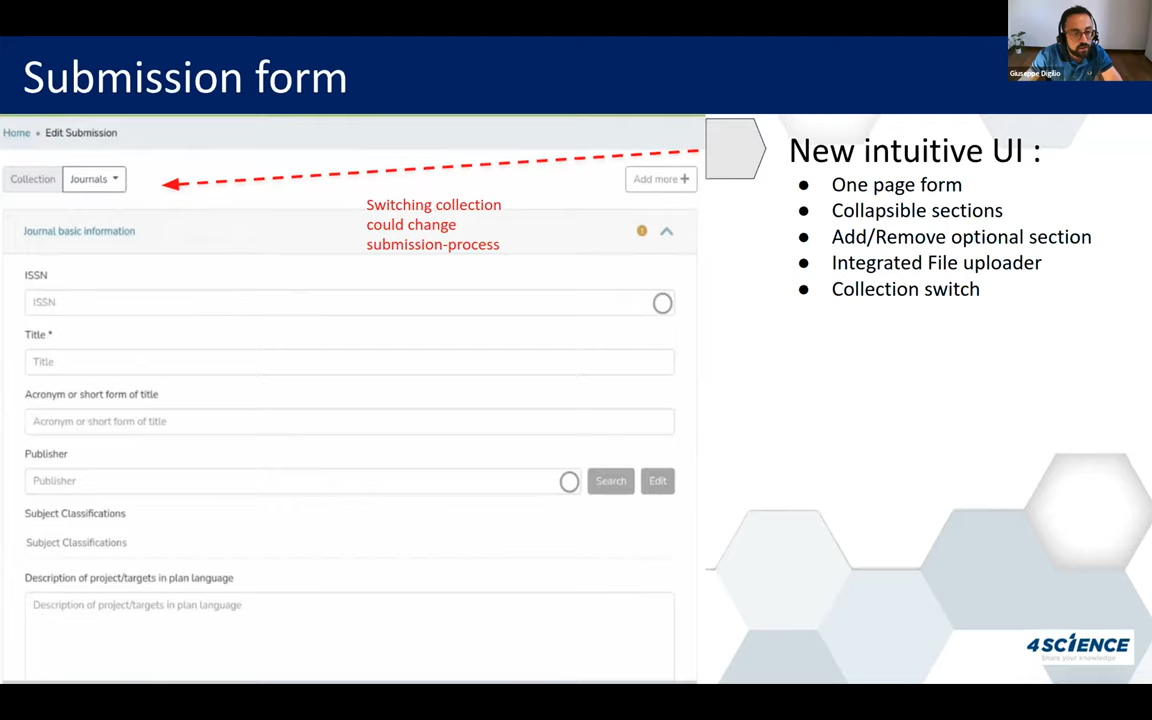 Submission form
Giuseppe Digilio
Home • Edit Submission
Collection Journals
Add more +
Switching collection
could change
submission-process
Journal basic information
!
ISSN
ISSN
Title *
Title
Acronym or short form of title
Acronym or short form of title
Publisher
Publisher
Search
Edit
Subject Classifications
Subject Classifications
Description of project/targets in plan language
Description of project/targets in plan language
New intuitive UI :
● One page form
● Collapsible sections
● Add/Remove optional section
● Integrated File uploader
● Collection switch
4SCIENCE
Share your knowledge